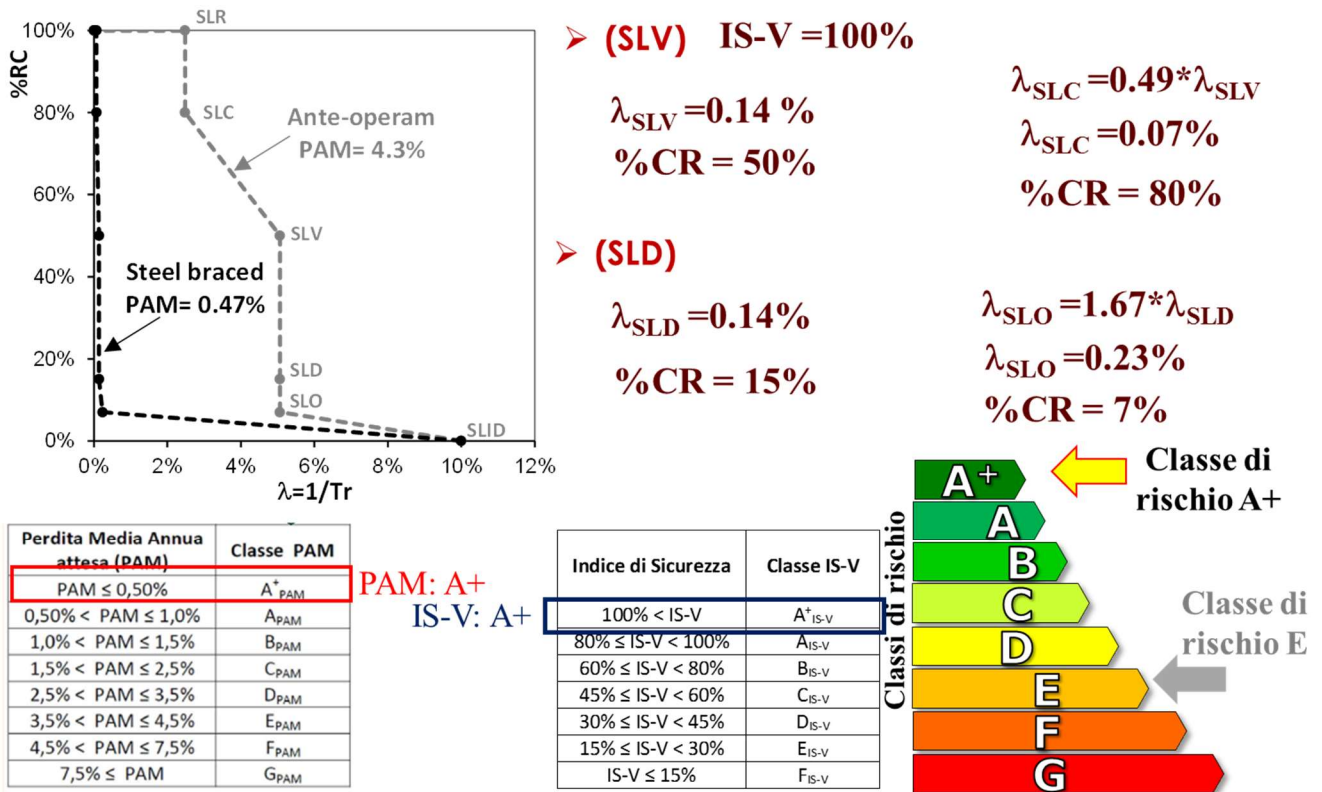 SLR
100%
80%
60%
40%
20%
0%
%RC
SLC
Ante-operam
PAM= 4.3%
SLV
Steel braced
PAM= 0.47%
SLD
SLO
SLID
0% 2% 4% 6% 8% 10% 12%
λ=1/Tr
➢ (SLV) IS-V =100%
λSLV =0.14 %
%CR = 50%
λSLC =0.49*λSLV
λSLC =0.07%
%CR = 80%
➢ (SLD)
λSLD =0.14%
%CR = 15%
λSLO =1.67*λSLD
λSLO =0.23%
%CR = 7%
Perdita Media Annua
attesa (PAM)
Classe PAM
PAM ≤ 0,50% A+PAM
0,50% < PAM ≤ 1,0% APAM
1,0% < PAM ≤ 1,5% BPAM
1,5% < PAM ≤ 2,5% CPAM
2,5% < PAM ≤ 3,5% DPAM
3,5% < PAM ≤ 4,5% EPAM
4,5% < PAM ≤ 7,5% FPAM
7,5% ≤ PAM GPAM
PAM: A+
IS-V: A+
Indice di Sicurezza Classe IS-V
100% < IS-V A+IS-V
80% ≤ IS-V < 100% AIS-V
60% ≤ IS-V < 80% BIS-V
45% ≤ IS-V < 60% CIS-V
30% ≤ IS-V < 45% DIS-V
15% ≤ IS-V < 30% EIS-V
IS-V ≤ 15% FIS-V
Classi di rischio
A+
A
B
C
D
E
F
G
Classe di
rischio A+
Classe di
rischio E